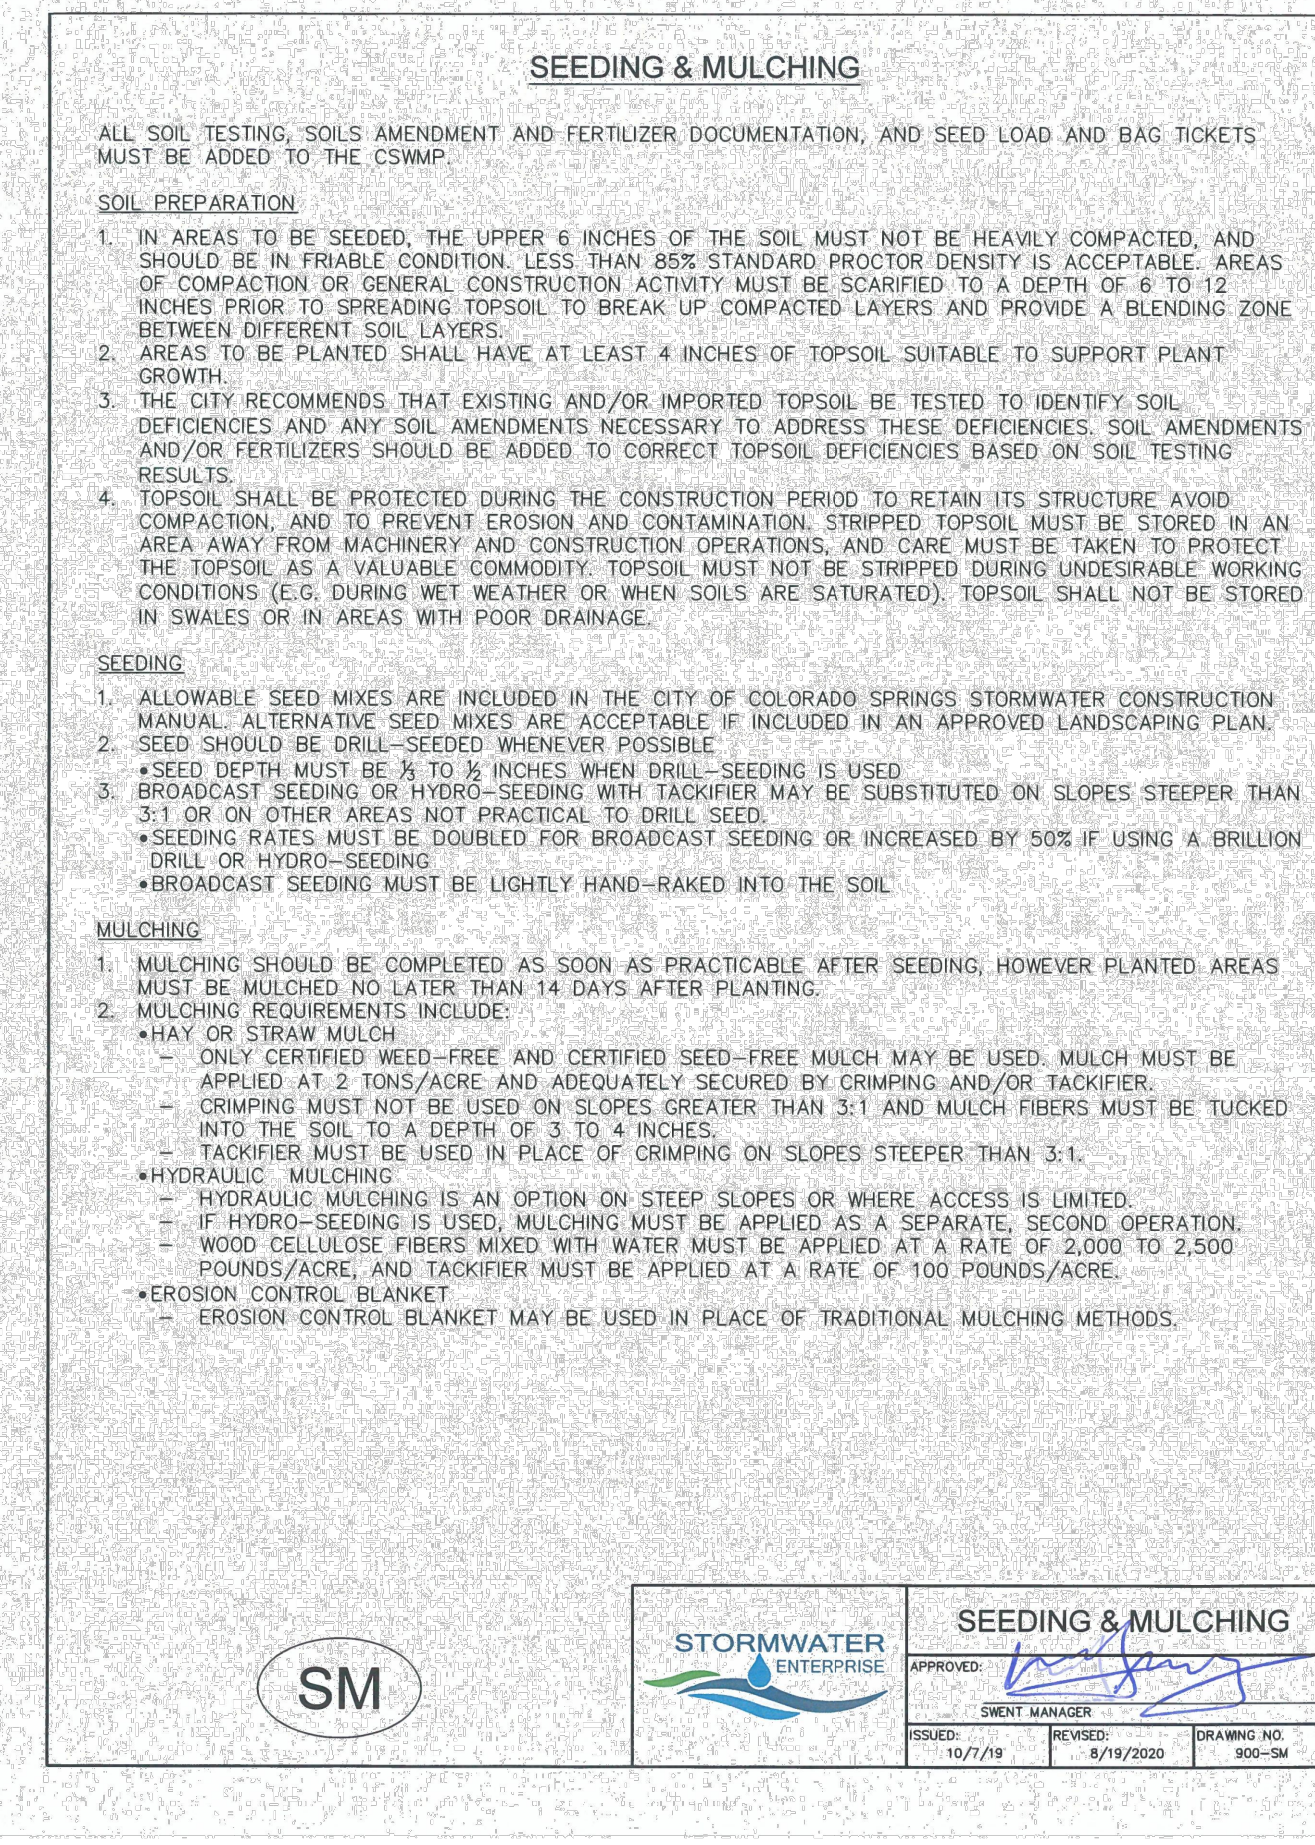 SEEDING & MULCHING
ALL SOIL TESTING, SOILS AMENDMENT AND FERTILIZER DOCUMENTATION, AND SEED LOAD AND BAG TICKETS
MUST BE ADDED TO THE CSWMP.
SOIL PREPARATION
1. IN AREAS TO BE SEEDED, THE UPPER 6 INCHES OF THE SOIL MUST NOT BE HEAVILY COMPACTED, AND
SHOULD BE IN FRIABLE CONDITION. LESS THAN 85% STANDARD PROCTOR DENSITY IS ACCEPTABLE. AREAS
OF COMPACTION OR GENERAL CONSTRUCTION ACTIVITY MUST BE SCARIFIED TO A DEPTH OF 6 TO 12
INCHES PRIOR TO SPREADING TOPSOIL TO BREAK UP COMPACTED LAYERS AND PROVIDE A BLENDING ZONE
BETWEEN DIFFERENT SOIL LAYERS.
2. AREAS TO BE PLANTED SHALL HAVE AT LEAST 4 INCHES OF TOPSOIL SUITABLE TO SUPPORT PLANT
GROWTH.
3. THE CITY RECOMMENDS THAT EXISTING AND/OR IMPORTED TOPSOIL BE TESTED TO IDENTIFY SOIL
DEFICIENCIES AND ANY SOIL AMENDMENTS NECESSARY TO ADDRESS THESE DEFICIENCIES. SOIL AMENDMENTS
AND/OR FERTILIZERS SHOULD BE ADDED TO CORRECT TOPSOIL DEFICIENCIES BASED ON SOIL TESTING
RESULTS.
4. TOPSOIL SHALL BE PROTECTED DURING THE CONSTRUCTION PERIOD TO RETAIN ITS STRUCTURE AVOID
COMPACTION, AND TO PREVENT EROSION AND CONTAMINATION. STRIPPED TOPSOIL MUST BE STORED IN AN
AREA AWAY FROM MACHINERY AND CONSTRUCTION OPERATIONS, AND CARE MUST BE TAKEN TO PROTECT
THE TOPSOIL AS A VALUABLE COMMODITY. TOPSOIL MUST NOT BE STRIPPED DURING UNDESIRABLE WORKING
CONDITIONS (E.G. DURING WET WEATHER OR WHEN SOILS ARE SATURATED). TOPSOIL SHALL NOT BE STORED
IN SWALES OR IN AREAS WITH POOR DRAINAGE.
SEEDING
1. ALLOWABLE SEED MIXES ARE INCLUDED IN THE CITY OF COLORADO SPRINGS STORMWATER CONSTRUCTION
MANUAL. ALTERNATIVE SEED MIXES ARE ACCEPTABLE IF INCLUDED IN AN APPROVED LANDSCAPING PLAN.
2. SEED SHOULD BE DRILL-SEEDED WHENEVER POSSIBLE
•SEED DEPTH MUST BE ⅓ TO ½ INCHES WHEN DRILL-SEEDING IS USED
3. BROADCAST SEEDING OR HYDRO-SEEDING WITH TACKIFIER MAY BE SUBSTITUTED ON SLOPES STEEPER THAN
3:1 OR ON OTHER AREAS NOT PRACTICAL TO DRILL SEED.
•SEEDING RATES MUST BE DOUBLED FOR BROADCAST SEEDING OR INCREASED BY 50% IF USING A BRILLION
DRILL OR HYDRO-SEEDING
•BROADCAST SEEDING MUST BE LIGHTLY HAND-RAKED INTO THE SOIL
MULCHING
1. MULCHING SHOULD BE COMPLETED AS SOON AS PRACTICABLE AFTER SEEDING, HOWEVER PLANTED AREAS
MUST BE MULCHED NO LATER THAN 14 DAYS AFTER PLANTING.
2. MULCHING REQUIREMENTS INCLUDE:
•HAY OR STRAW MULCH
– ONLY CERTIFIED WEED-FREE AND CERTIFIED SEED-FREE MULCH MAY BE USED. MULCH MUST BE
APPLIED AT 2 TONS/ACRE AND ADEQUATELY SECURED BY CRIMPING AND/OR TACKIFIER.
– CRIMPING MUST NOT BE USED ON SLOPES GREATER THAN 3:1 AND MULCH FIBERS MUST BE TUCKED
INTO THE SOIL TO A DEPTH OF 3 TO 4 INCHES.
– TACKIFIER MUST BE USED IN PLACE OF CRIMPING ON SLOPES STEEPER THAN 3:1.
•HYDRAULIC MULCHING
– HYDRAULIC MULCHING IS AN OPTION ON STEEP SLOPES OR WHERE ACCESS IS LIMITED.
– IF HYDRO-SEEDING IS USED, MULCHING MUST BE APPLIED AS A SEPARATE, SECOND OPERATION.
– WOOD CELLULOSE FIBERS MIXED WITH WATER MUST BE APPLIED AT A RATE OF 2,000 TO 2,500
POUNDS/ACRE, AND TACKIFIER MUST BE APPLIED AT A RATE OF 100 POUNDS/ACRE.
•EROSION CONTROL BLANKET
– EROSION CONTROL BLANKET MAY BE USED IN PLACE OF TRADITIONAL MULCHING METHODS.
SM
STORMWATER
ENTERPRISE
SEEDING & MULCHING
APPROVED:
SWENT MANAGER
ISSUED:
10/7/19
REVISED:
8/19/2020
DRAWING NO.
900-SM